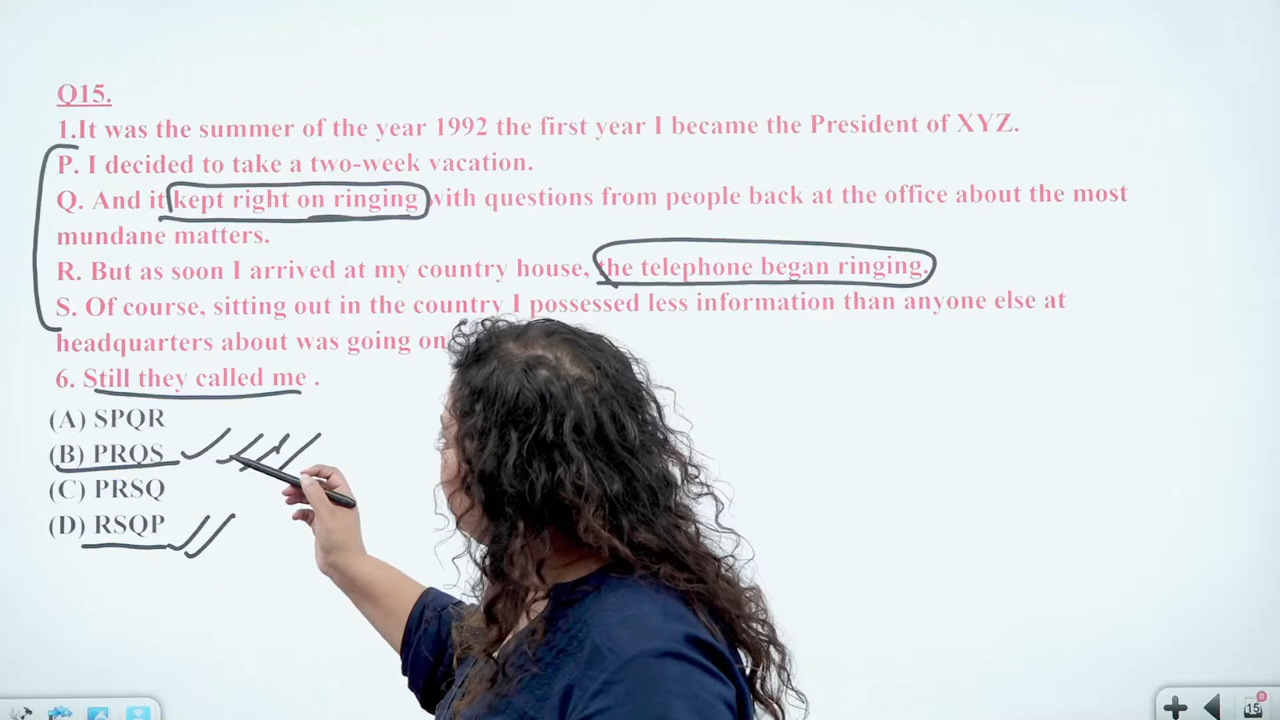 Q15.
1.It was the summer of the year 1992 the first year I became the President of XYZ.
P. I decided to take a two-week vacation.
Q. And it kept right on ringing with questions from people back at the office about the most
mundane matters.
R. But as soon I arrived at my country house, the telephone began ringing.
S. Of course, sitting out in the country I possessed less information than anyone else at
headquarters about was going on
6. Still they called me .
(A) SPQR
(B) PRQS
(C) PRSQ
(D) RSQP
15